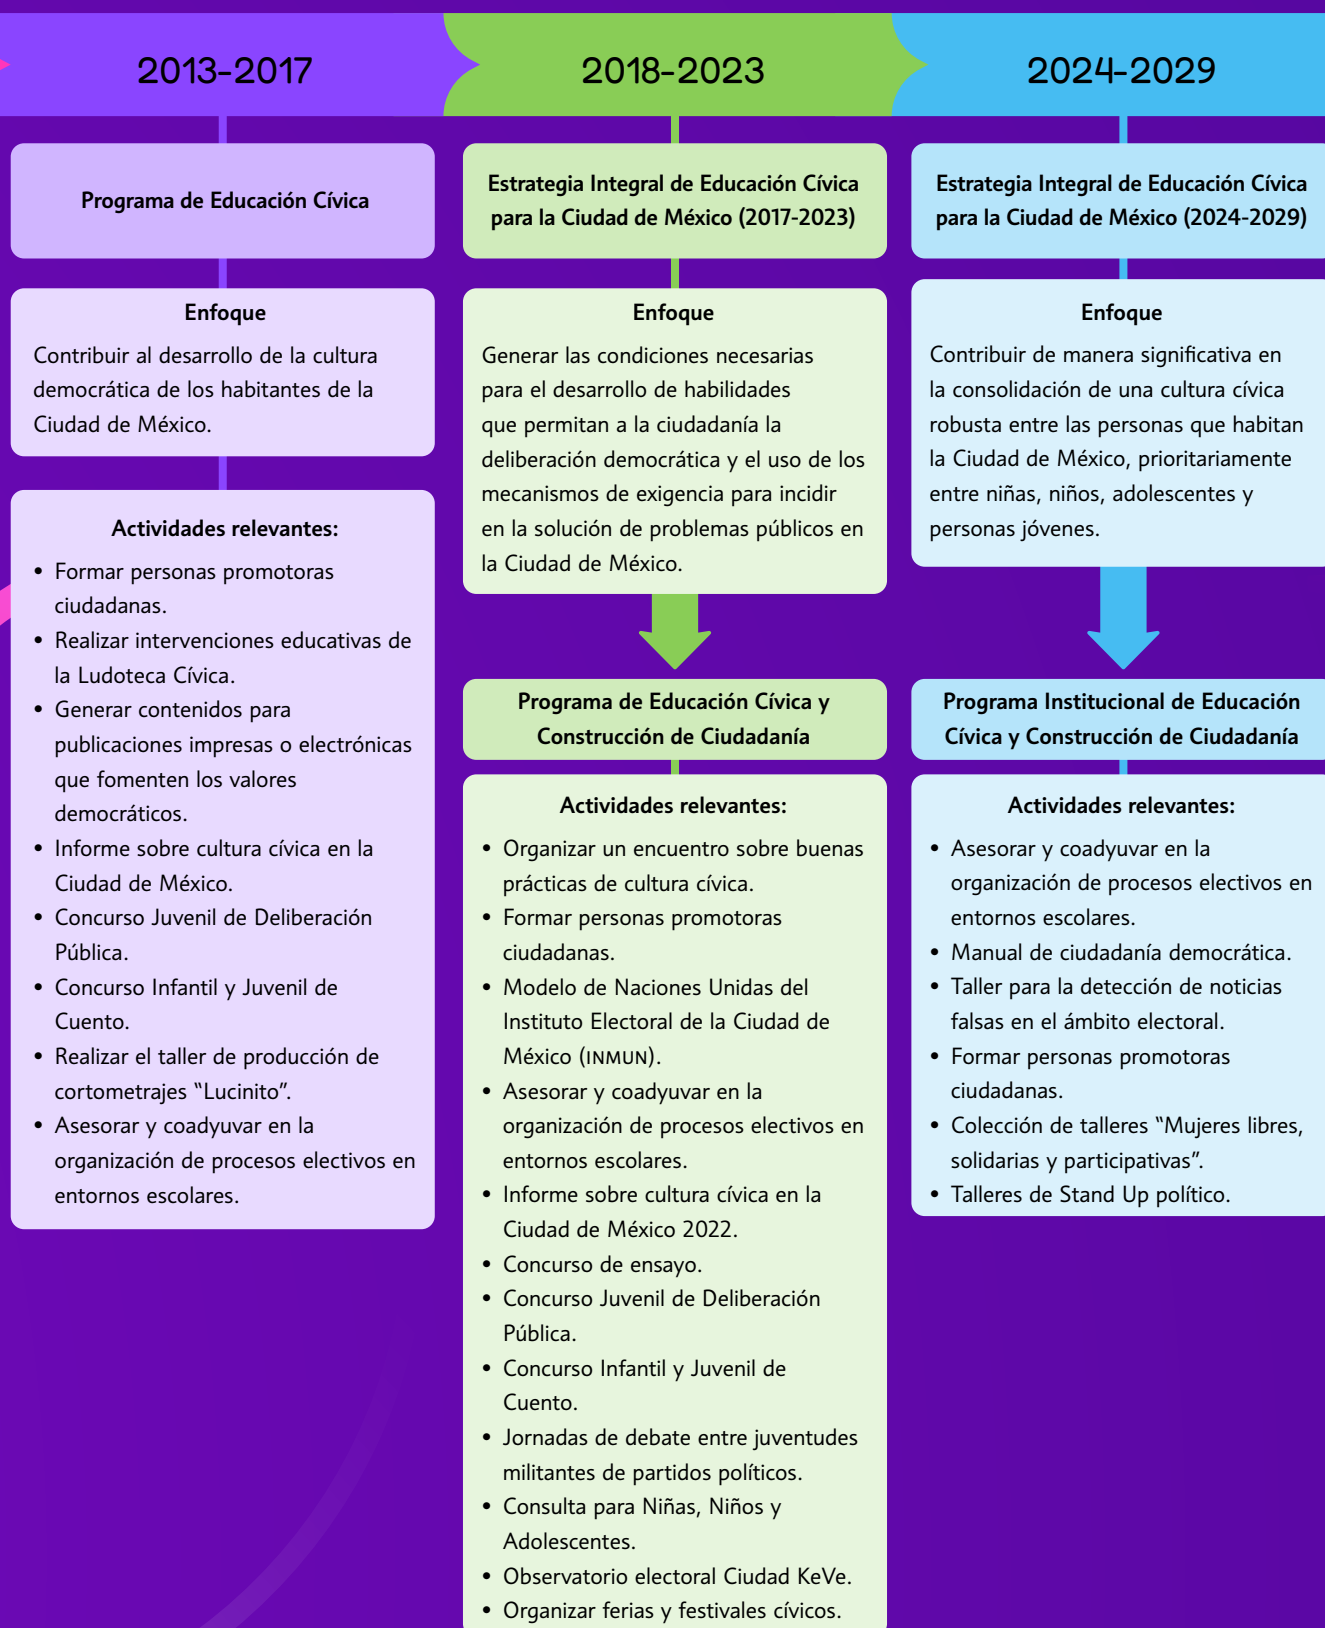 2013-2017
Programa de Educación Cívica
Enfoque
Contribuir al desarrollo de la cultura
democrática de los habitantes de la
Ciudad de México.
Actividades relevantes:
• Formar personas promotoras
ciudadanas.
• Realizar intervenciones educativas de
la Ludoteca Cívica.
• Generar contenidos para
publicaciones impresas o electrónicas
que fomenten los valores
democráticos.
• Informe sobre cultura cívica en la
Ciudad de México.
• Concurso Juvenil de Deliberación
Pública.
• Concurso Infantil y Juvenil de
Cuento.
• Realizar el taller de producción de
cortometrajes “Lucinito”.
• Asesorar y coadyuvar en la
organización de procesos electivos en
entornos escolares.
2018-2023
Estrategia Integral de Educación Cívica
para la Ciudad de México (2017-2023)
Enfoque
Generar las condiciones necesarias
para el desarrollo de habilidades
que permitan a la ciudadanía la
deliberación democrática y el uso de los
mecanismos de exigencia para incidir
en la solución de problemas públicos en
la Ciudad de México.
Programa de Educación Cívica y
Construcción de Ciudadanía
Actividades relevantes:
• Organizar un encuentro sobre buenas
prácticas de cultura cívica.
• Formar personas promotoras
ciudadanas.
• Modelo de Naciones Unidas del
Instituto Electoral de la Ciudad de
México (INMUN).
• Asesorar y coadyuvar en la
organización de procesos electivos en
entornos escolares.
• Informe sobre cultura cívica en la
Ciudad de México 2022.
• Concurso de ensayo.
• Concurso Juvenil de Deliberación
Pública.
• Concurso Infantil y Juvenil de
Cuento.
• Jornadas de debate entre juventudes
militantes de partidos políticos.
• Consulta para Niñas, Niños y
Adolescentes.
• Observatorio electoral Ciudad KeVe.
• Organizar ferias y festivales cívicos.
2024-2029
Estrategia Integral de Educación Cívica
para la Ciudad de México (2024-2029)
Enfoque
Contribuir de manera significativa en
la consolidación de una cultura cívica
robusta entre las personas que habitan
la Ciudad de México, prioritariamente
entre niñas, niños, adolescentes y
personas jóvenes.
Programa Institucional de Educación
Cívica y Construcción de Ciudadanía
Actividades relevantes:
• Asesorar y coadyuvar en la
organización de procesos electivos en
entornos escolares.
• Manual de ciudadanía democrática.
• Taller para la detección de noticias
falsas en el ámbito electoral.
• Formar personas promotoras
ciudadanas.
• Colección de talleres “Mujeres libres,
solidarias y participativas”.
• Talleres de Stand Up político.